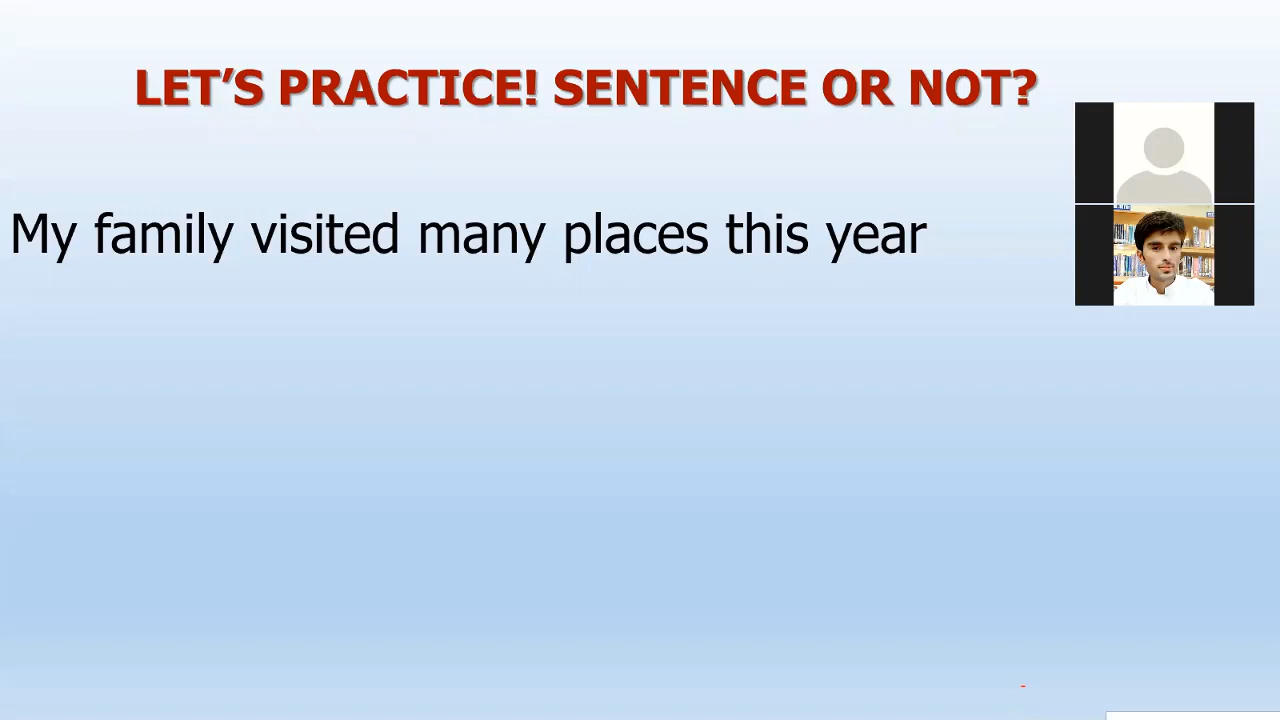 LET’S PRACTICE! SENTENCE OR NOT?
My family visited many places this year